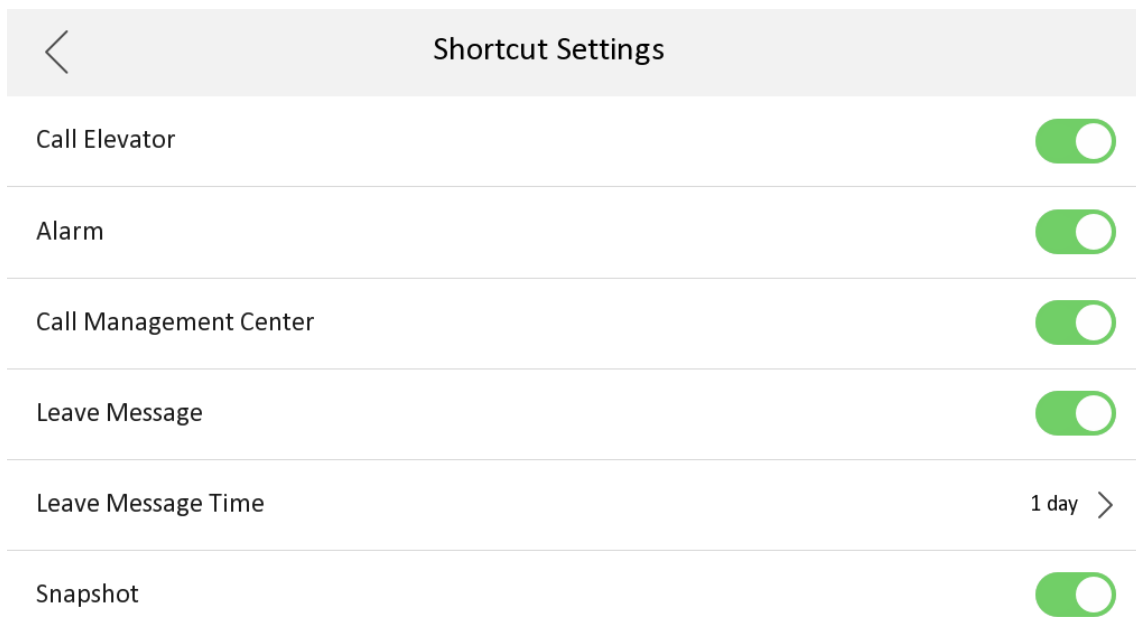 Shortcut Settings
Call Elevator
Alarm
Call Management Center
Leave Message
Leave Message Time 1 day
Snapshot